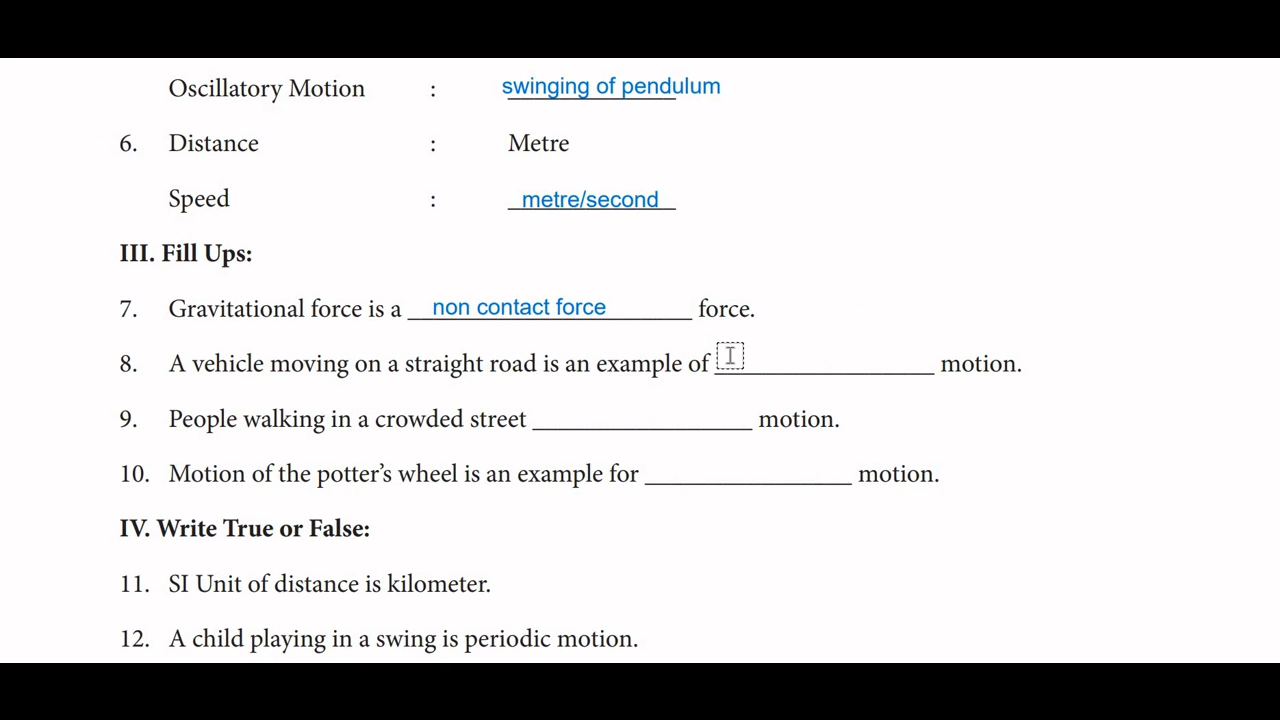 Oscillatory Motion : swinging of pendulum
6. Distance : Metre
Speed : metre/second
III. Fill Ups:
7. Gravitational force is a non contact force force.
8. A vehicle moving on a straight road is an example of _________________ motion.
9. People walking in a crowded street _________________ motion.
10. Motion of the potter’s wheel is an example for ________________ motion.
IV. Write True or False:
11. SI Unit of distance is kilometer.
12. A child playing in a swing is periodic motion.